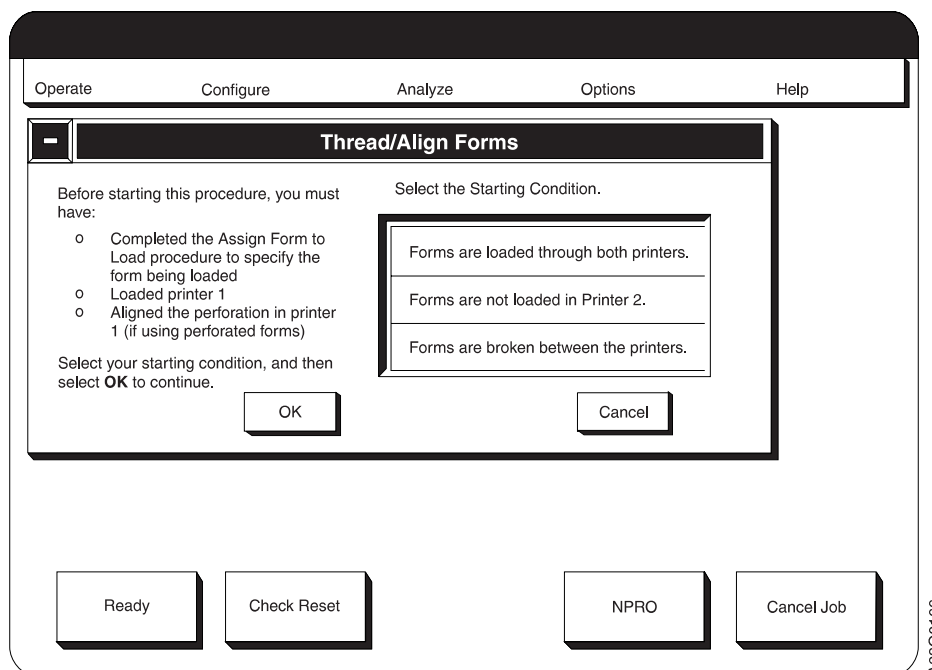 Operate Configure Analyze Options Help
Thread/Align Forms
Before starting this procedure, you must
have:
o Completed the Assign Form to
Load procedure to specify the
form being loaded
o Loaded printer 1
o Aligned the perforation in printer
1 (if using perforated forms)
Select your starting condition, and then
select OK to continue.
Select the Starting Condition.
Forms are loaded through both printers.
Forms are not loaded in Printer 2.
Forms are broken between the printers.
OK
Cancel
Ready
Check Reset
NPRO
Cancel Job